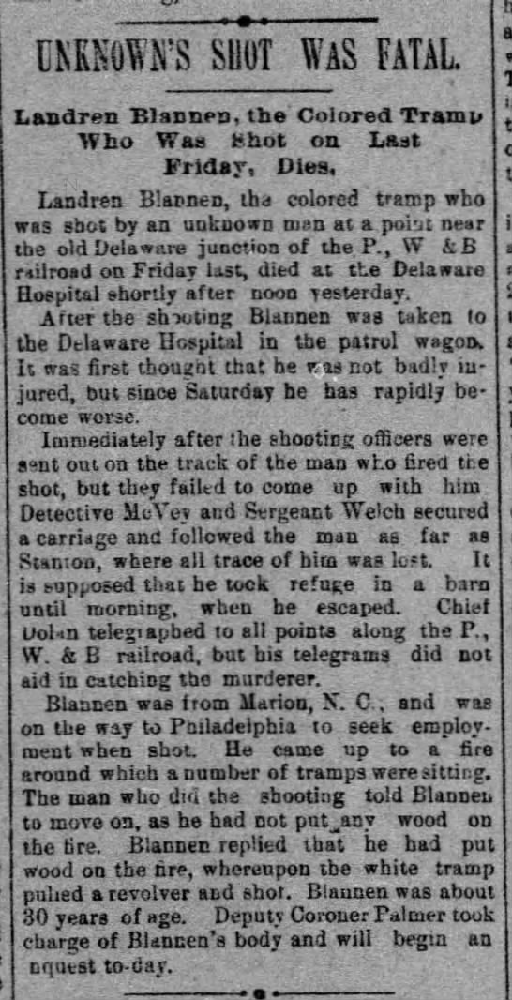 UNKNOWN'S SHOT WAS FATAL.
Landren Blannen, the Colored Tramp
Who Was Shot on Last
Friday, Dies.
Landren Blannen, the colored tramp who
was shot by an unknown man at a point near
the old Delaware junction of the P., W & B
railroad on Friday last, died at the Delaware
Hospital shortly after noon yesterday.
After the shooting Blannen was taken to
the Delaware Hospital in the patrol wagon.
It was first thought that he was not badly in-
jured, but since Saturday he has rapidly be-
come worse.
Immediately after the shooting officers were
sent out on the track of the man who fired the
shot, but they failed to come up with him
Detective McVey and Sergeant Welch secured
a carriage and followed the man as far as
Stanton, where all trace of him was lost. It
is supposed that he took refuge in a barn
until morning, when he escaped. Chief
Dolan telegraphed to all points along the P.,
W. & B railroad, but his telegrams did not
aid in catching the murderer.
Blannen was from Marion, N. C., and was
on the way to Philadelphia to seek employ-
ment when shot. He came up to a fire
around which a number of tramps were sitting.
The man who did the shooting told Blannen
to move on, as he had not put any wood on
the fire. Blannen replied that he had put
wood on the fire, whereupon the white tramp
pulled a revolver and shot. Blannen was about
30 years of age. Deputy Coroner Palmer took
charge of Blannen's body and will begin an
nquest to-day.